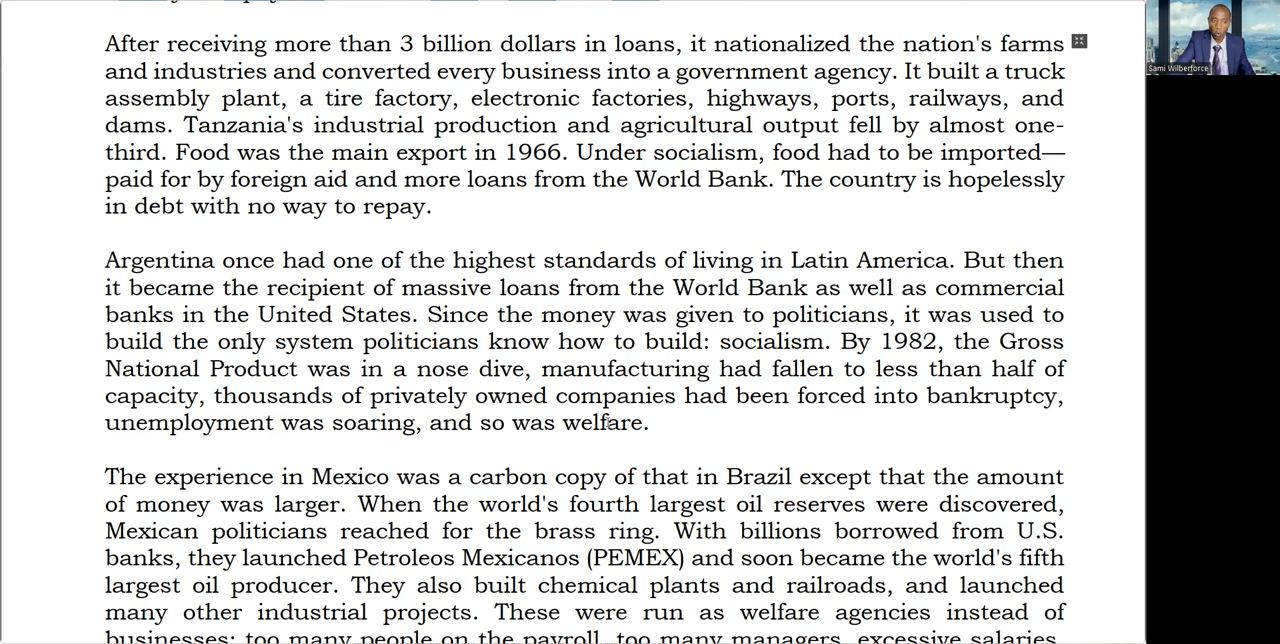 After receiving more than 3 billion dollars in loans, it nationalized the nation's farms
and industries and converted every business into a government agency. It built a truck
assembly plant, a tire factory, electronic factories, highways, ports, railways, and
dams. Tanzania's industrial production and agricultural output fell by almost one-
third. Food was the main export in 1966. Under socialism, food had to be imported—
paid for by foreign aid and more loans from the World Bank. The country is hopelessly
in debt with no way to repay.
Argentina once had one of the highest standards of living in Latin America. But then
it became the recipient of massive loans from the World Bank as well as commercial
banks in the United States. Since the money was given to politicians, it was used to
build the only system politicians know how to build: socialism. By 1982, the Gross
National Product was in a nose dive, manufacturing had fallen to less than half of
capacity, thousands of privately owned companies had been forced into bankruptcy,
unemployment was soaring, and so was welfare.
The experience in Mexico was a carbon copy of that in Brazil except that the amount
of money was larger. When the world's fourth largest oil reserves were discovered,
Mexican politicians reached for the brass ring. With billions borrowed from U.S.
banks, they launched Petroleos Mexicanos (PEMEX) and soon became the world's fifth
largest oil producer. They also built chemical plants and railroads, and launched
many other industrial projects. These were run as welfare agencies instead of
businesses: too many people on the payroll, too many managers, excessive salaries,
Sami Wilberforce